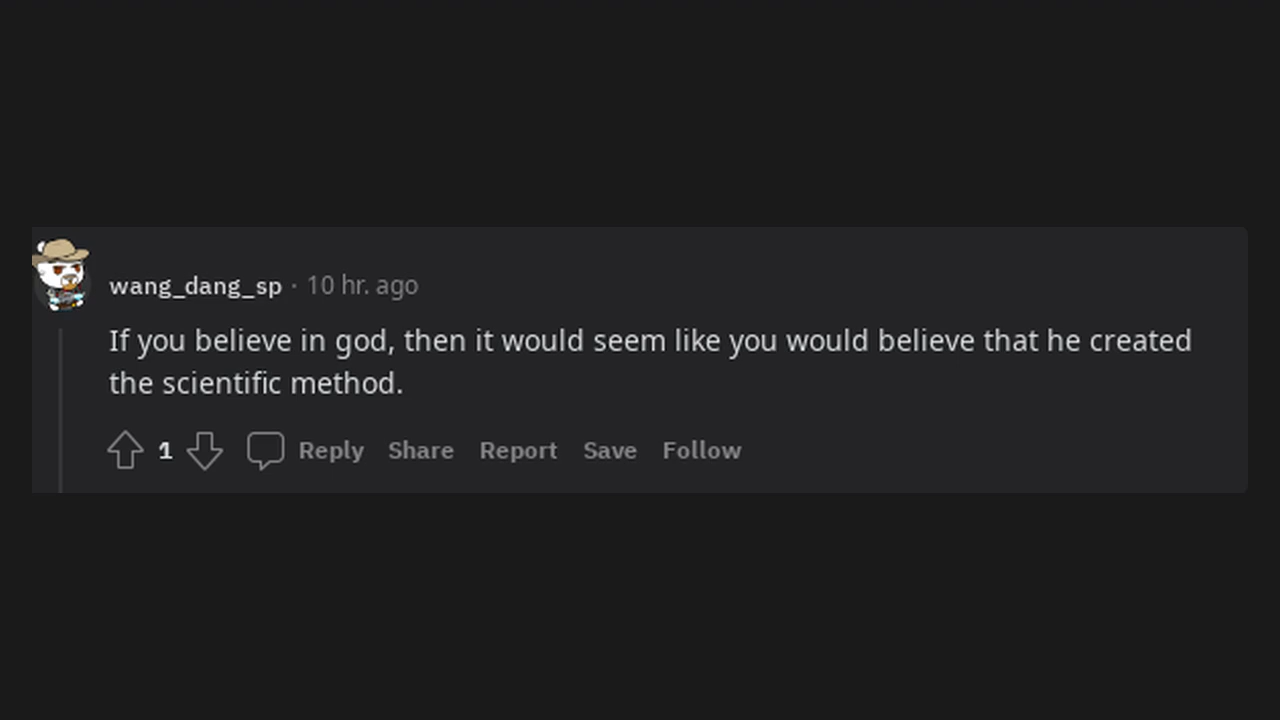 wang_dang_sp · 10 hr. ago
If you believe in god, then it would seem like you would believe that he created
the scientific method.
1 Reply Share Report Save Follow